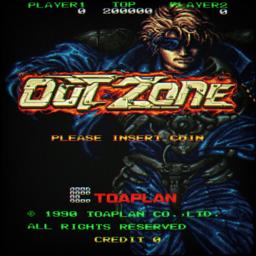 PLAYER1 TOP PLAYER2
0 200000 0
OUT ZONE
PLEASE INSERT COIN
TOAPLAN
© 1990 TOAPLAN CO., LTD.
ALL RIGHTS RESERVED
CREDIT 0